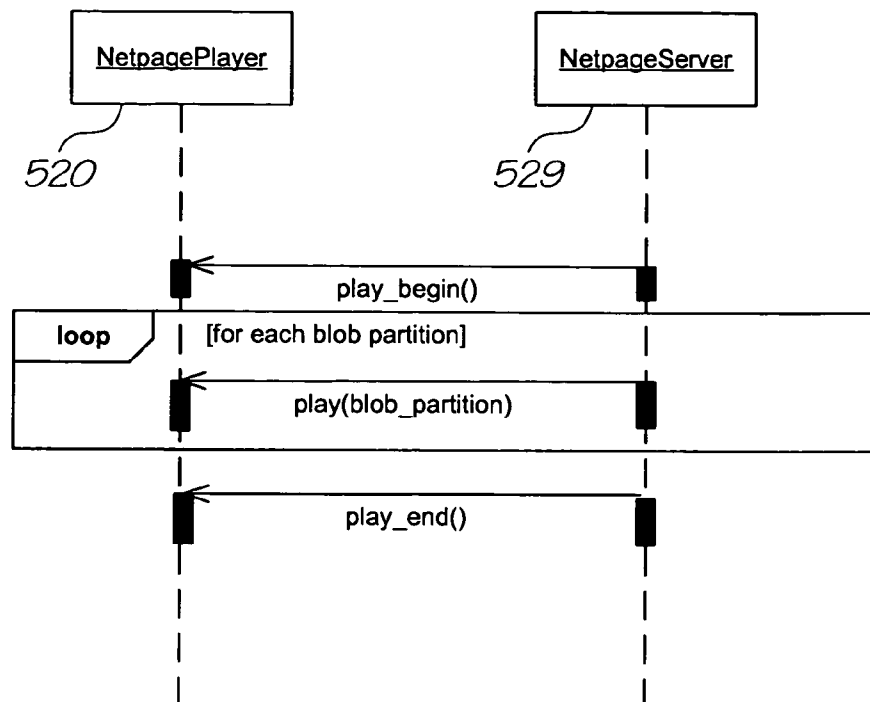 NetpagePlayer
NetpageServer
520
529
play_begin()
loop
[for each blob partition]
play(blob_partition)
play_end()